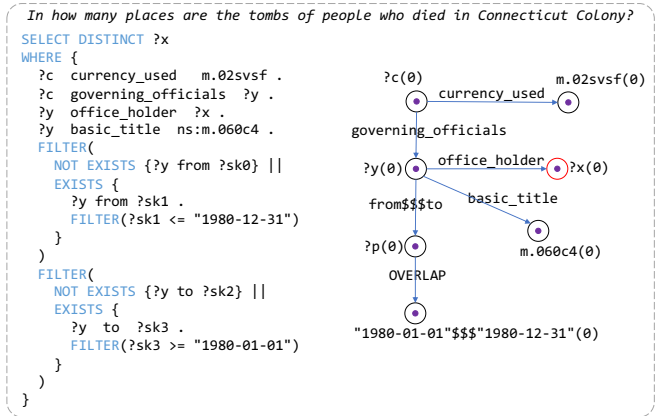 In how many places are the tombs of people who died in Connecticut Colony?
SELECT DISTINCT ?x
WHERE {
?c currency_used m.02svsf .
?c governing_officials ?y .
?y office_holder ?x .
?y basic_title ns:m.060c4 .
FILTER(
NOT EXISTS {?y from ?sk0} ||
EXISTS {
?y from ?sk1 .
FILTER(?sk1 <= "1980-12-31")
}
)
FILTER(
NOT EXISTS {?y to ?sk2} ||
EXISTS {
?y to ?sk3 .
FILTER(?sk3 >= "1980-01-01")
}
)
}
?c(0)
m.02svsf(0)
currency_used
governing_officials
?y(0)
office_holder
?x(0)
from$$$to
basic_title
?p(0)
m.060c4(0)
OVERLAP
"1980-01-01"$$$"1980-12-31"(0)